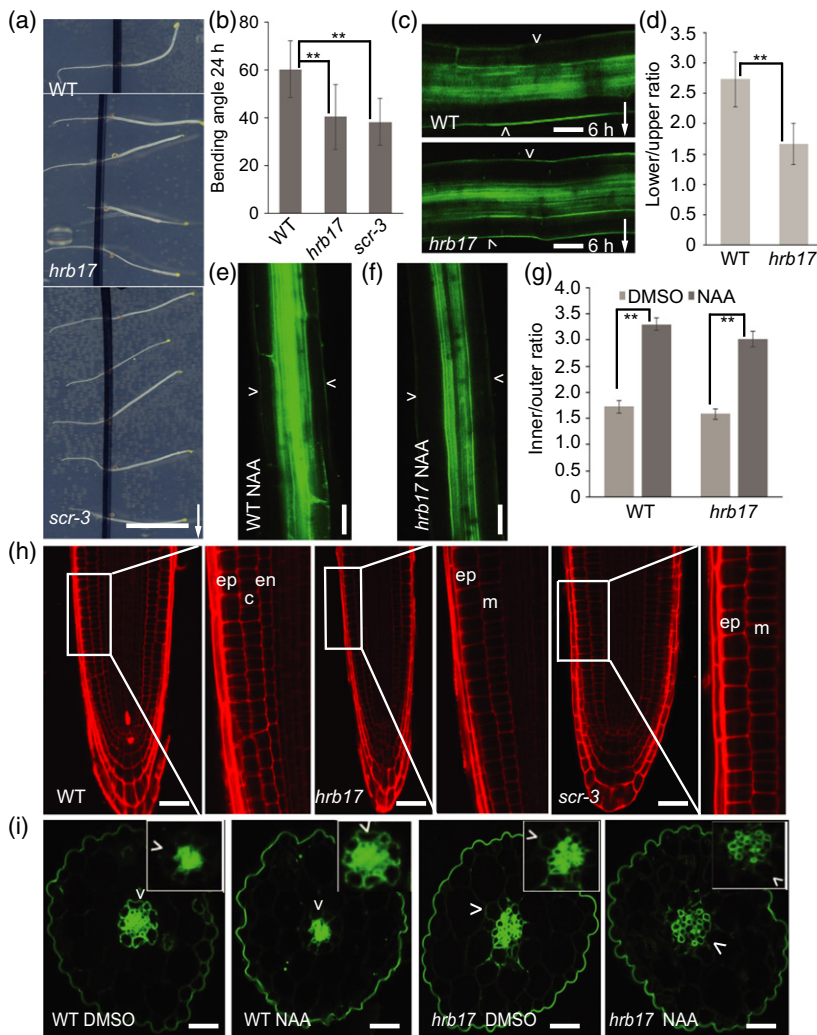 (a)
WT
hrb17
scr-3
(b)
Bending angle 24 h
80
60
40
20
0
**
**
WT
hrb17
scr-3
(c)
v
WT
^
6 h
v
hrb17
^
6 h
(d)
Lower/upper ratio
3.5
3.0
2.5
2.0
1.5
1.0
0.5
0
**
WT
hrb17
(e)
>
<
WT NAA
(f)
>
<
hrb17 NAA
(g)
DMSO
NAA
Inner/outer ratio
4.0
3.5
3.0
2.5
2.0
1.5
1.0
0.5
0
**
**
WT
hrb17
(h)
WT
ep
en
c
hrb17
ep
m
scr-3
ep
m
(i)
>
v
WT DMSO
v
v
WT NAA
>
>
hrb17 DMSO
<
<
hrb17 NAA